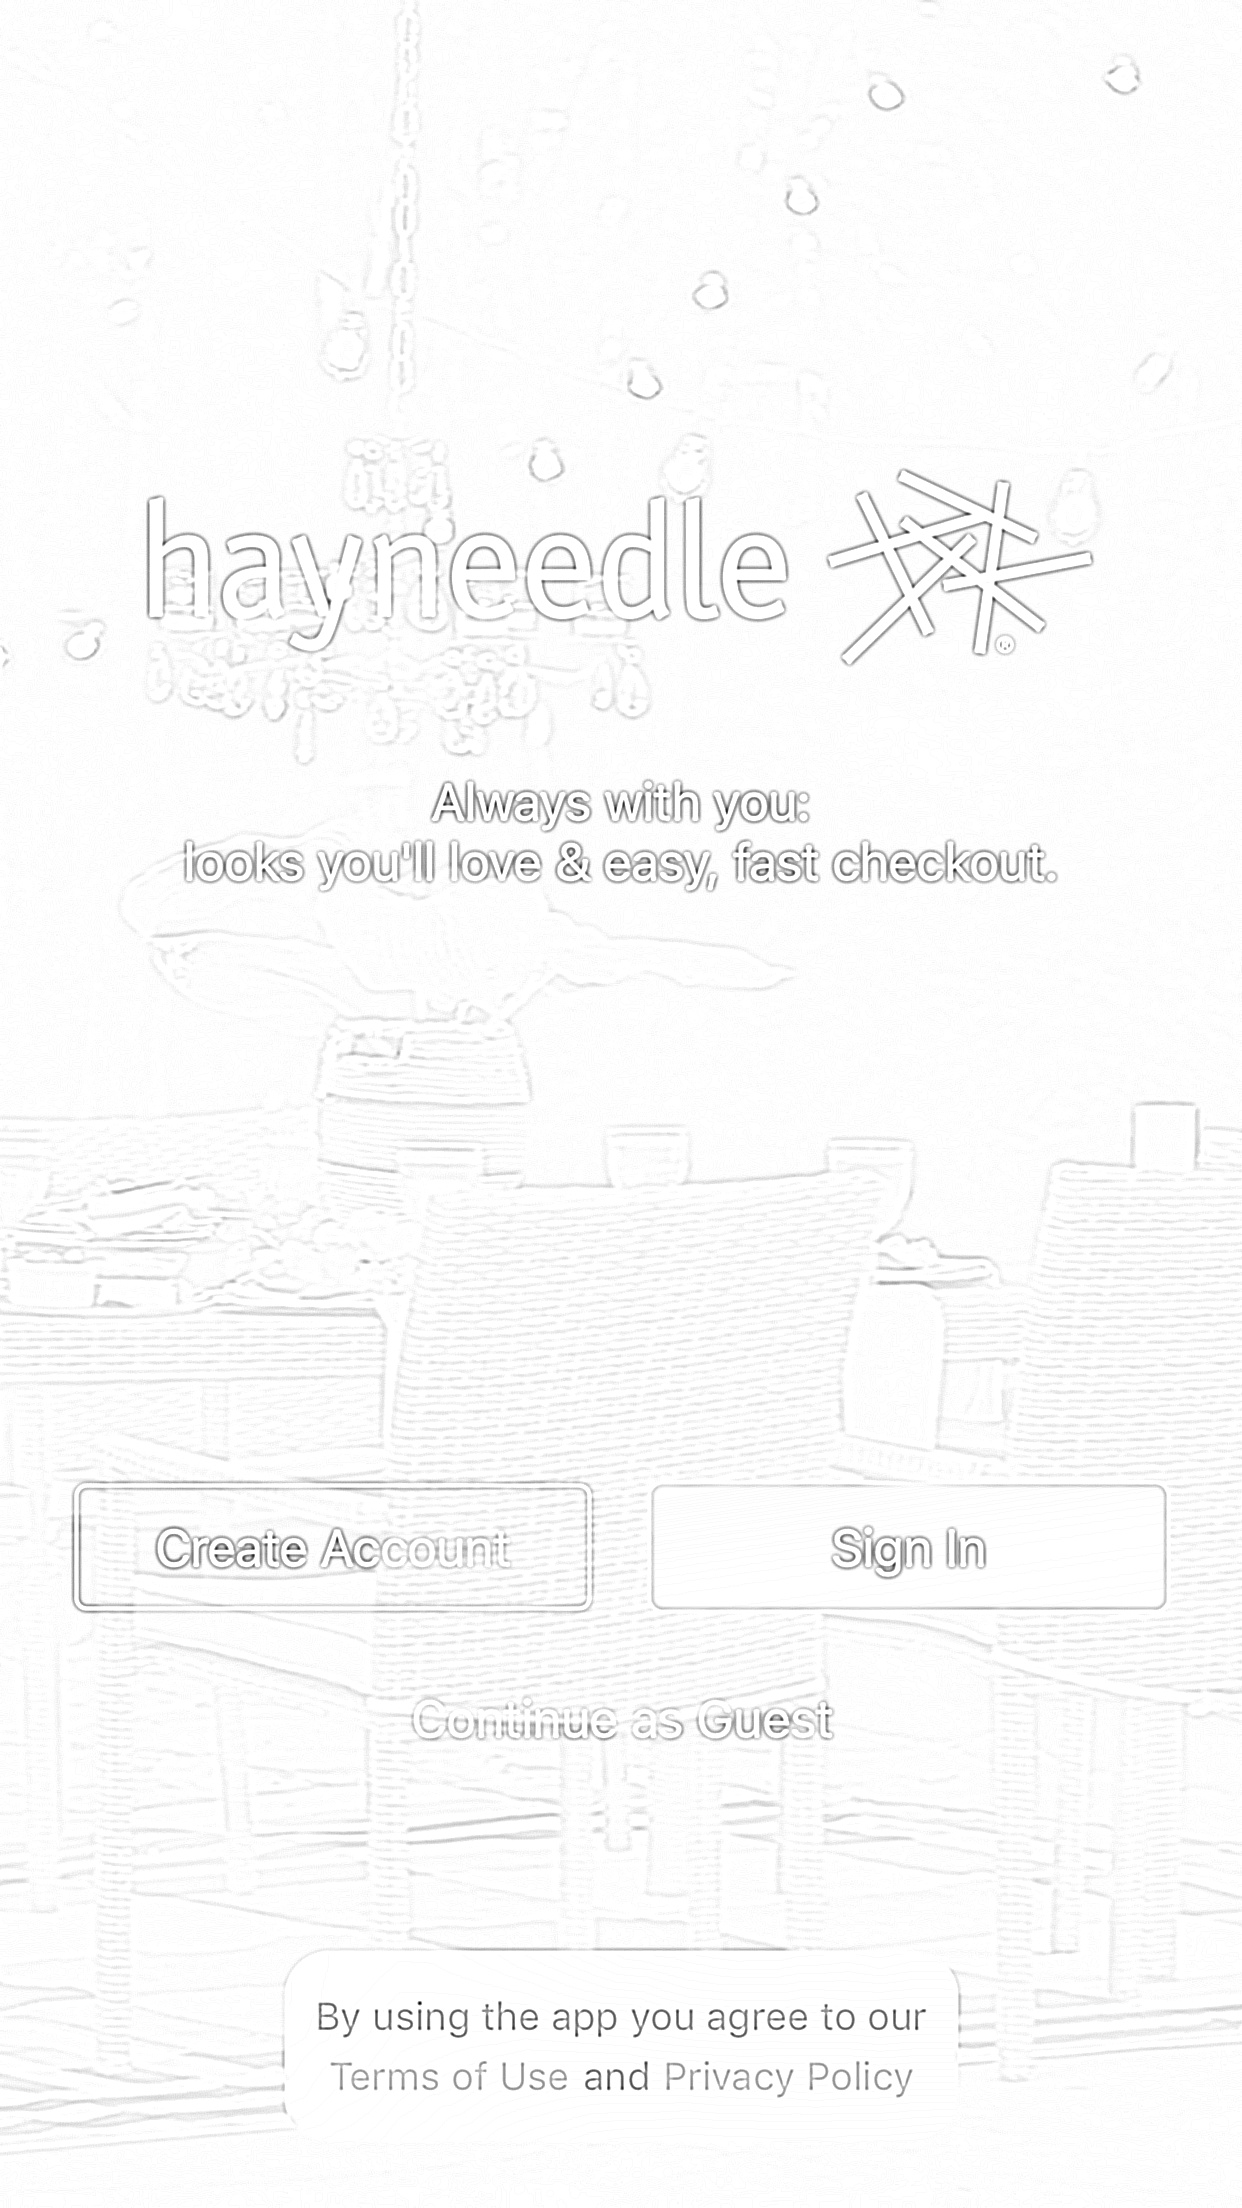 hayneedle
Always with you:
looks you'll love & easy, fast checkout.
Create Account
Sign In
Continue as Guest
By using the app you agree to our
Terms of Use and Privacy Policy